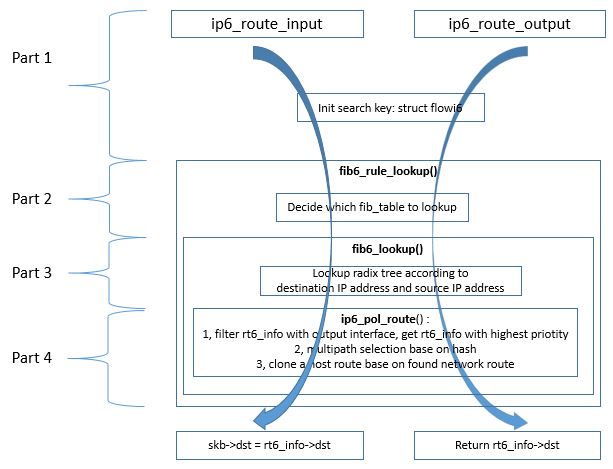 ip6_route_input
ip6_route_output
Part 1
Init search key: struct flowi6
fib6_rule_lookup()
Part 2
Decide which fib_table to lookup
fib6_lookup()
Part 3
Lookup radix tree according to
destination IP address and source IP address
ip6_pol_route() :
1, filter rt6_info with output interface, get rt6_info with highest priotity
2, multipath selection base on hash
Part 4
3, clone a host route base on found network route
skb->dst = rt6_info->dst
Return rt6_info->dst